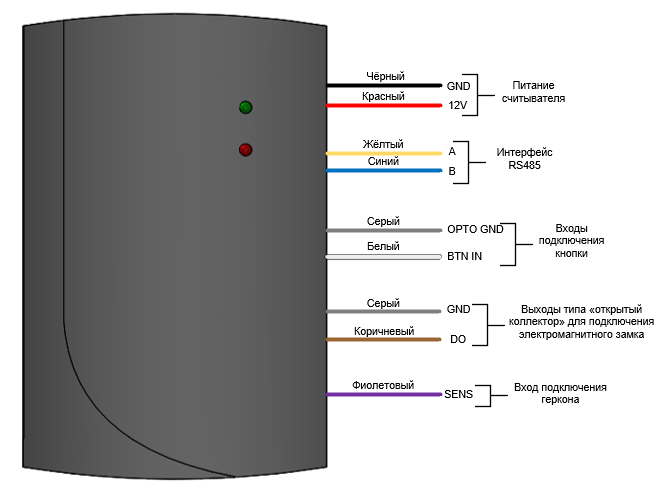 Чёрный
GND
Красный
12V
Питание
считывателя
Жёлтый
A
Синий
B
Интерфейс
RS485
Серый
OPTO GND
Белый
BTN IN
Входы
подключения
кнопки
Серый
GND
Коричневый
DO
Выходы типа «открытый
коллектор» для подключения
электромагнитного замка
Фиолетовый
SENS
Вход подключения
геркона